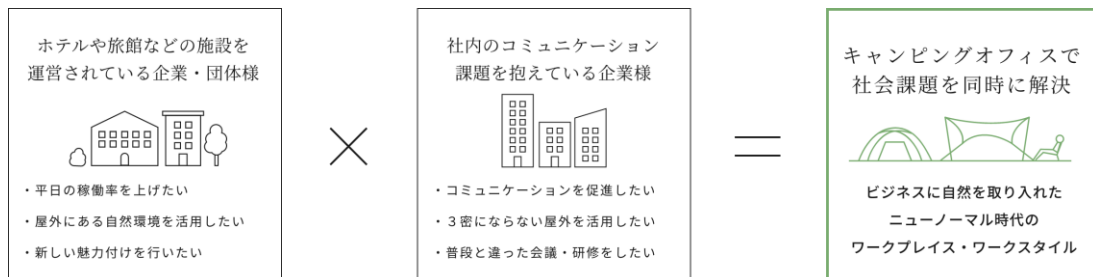 ホテルや旅館などの施設を
運営されている企業・団体様
・平日の稼働率を上げたい
・屋外にある自然環境を活用したい
・新しい魅力付けを行いたい
×
社内のコミュニケーション
課題を抱えている企業様
・コミュニケーションを促進したい
・３密にならない屋外を活用したい
・普段と違った会議・研修をしたい
＝
キャンピングオフィスで
社会課題を同時に解決
ビジネスに自然を取り入れた
ニューノーマル時代の
ワークプレイス・ワークスタイル